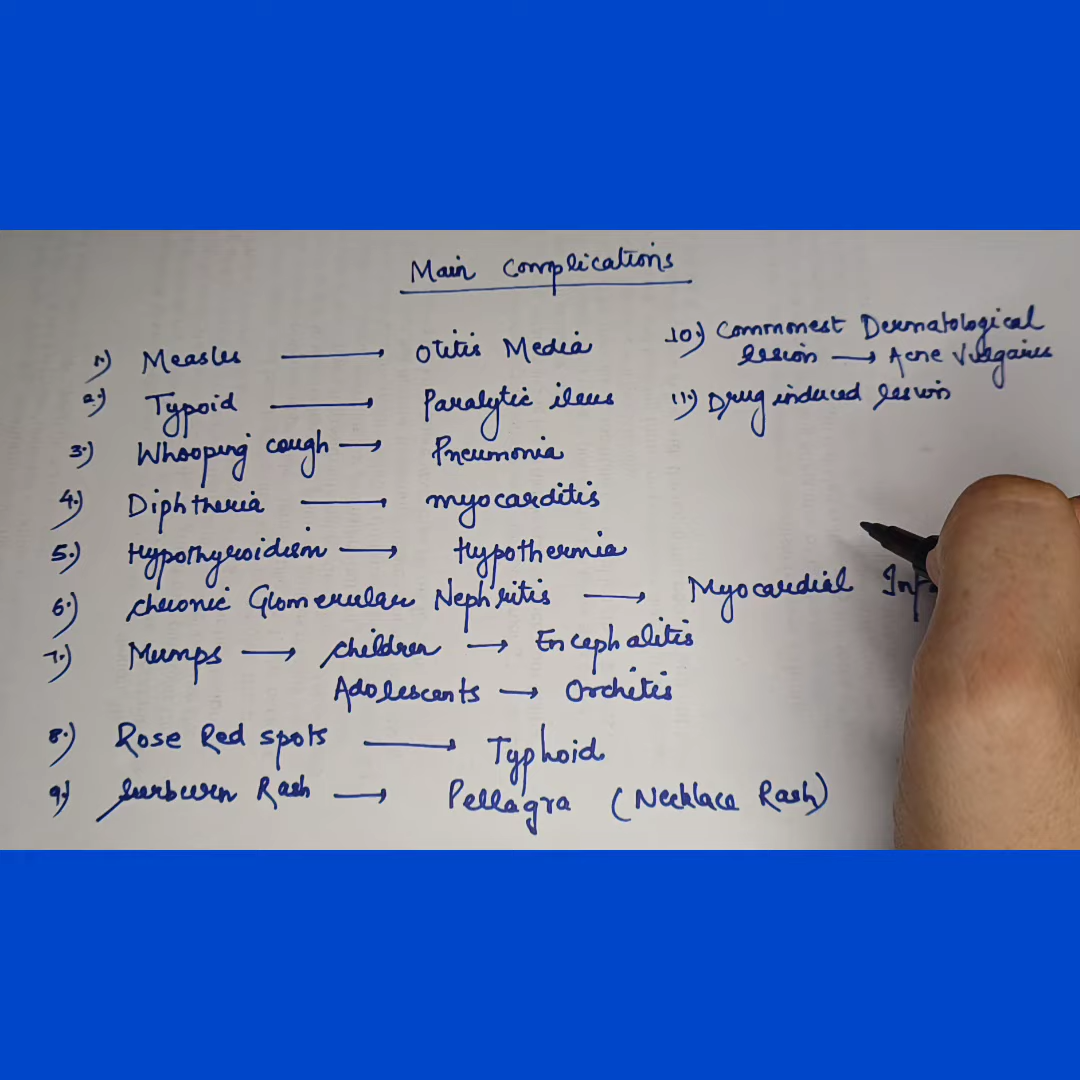 Main Complications
1.) Measles → Otitis Media
2.) Typoid → Paralytic ileus
3.) Whooping cough → Pneumonia
4.) Diphtheria → myocarditis
5.) Hypothyroidism → Hypothermia
6.) chronic Glomerular Nephritis → Myocardial Inf
7.) Mumps → children → Encephalitis
Adolescents → Orchitis
8.) Rose Red spots → Typhoid
9.) Sunburn Rash → Pellagra (Necklace Rash)
10.) Commonest Dermatological
lesion → Acne Vulgaris
11.) Drug induced lesion